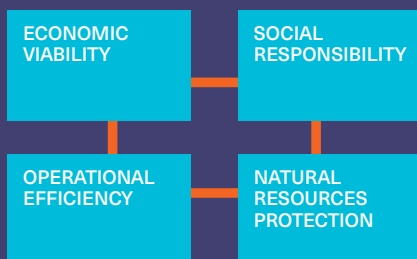 ECONOMIC
VIABILITY
SOCIAL
RESPONSIBILITY
OPERATIONAL
EFFICIENCY
NATURAL
RESOURCES
PROTECTION